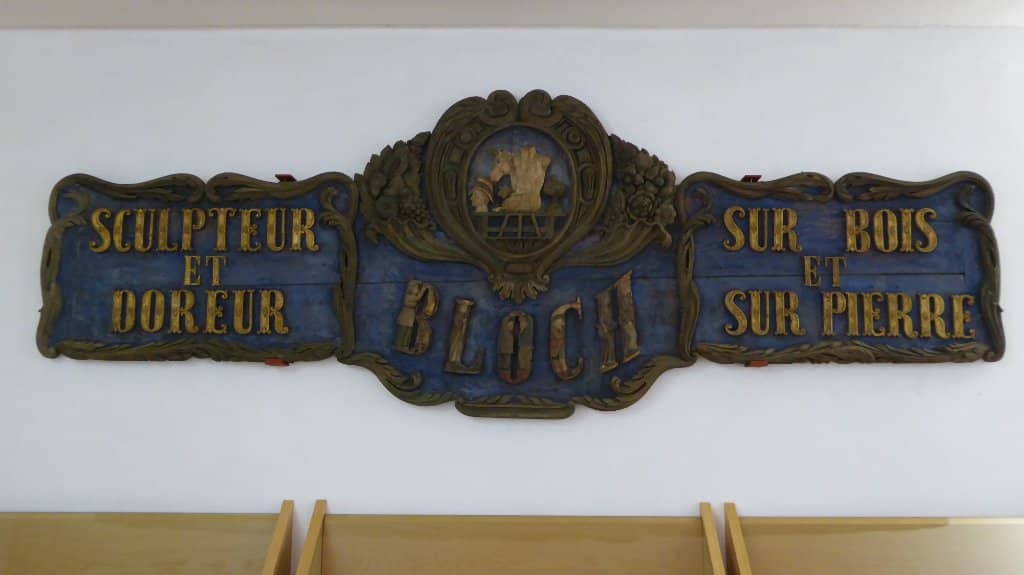 SCULPTEUR
ET
DOREUR
BLOCH
SUR BOIS
ET
SUR PIERRE